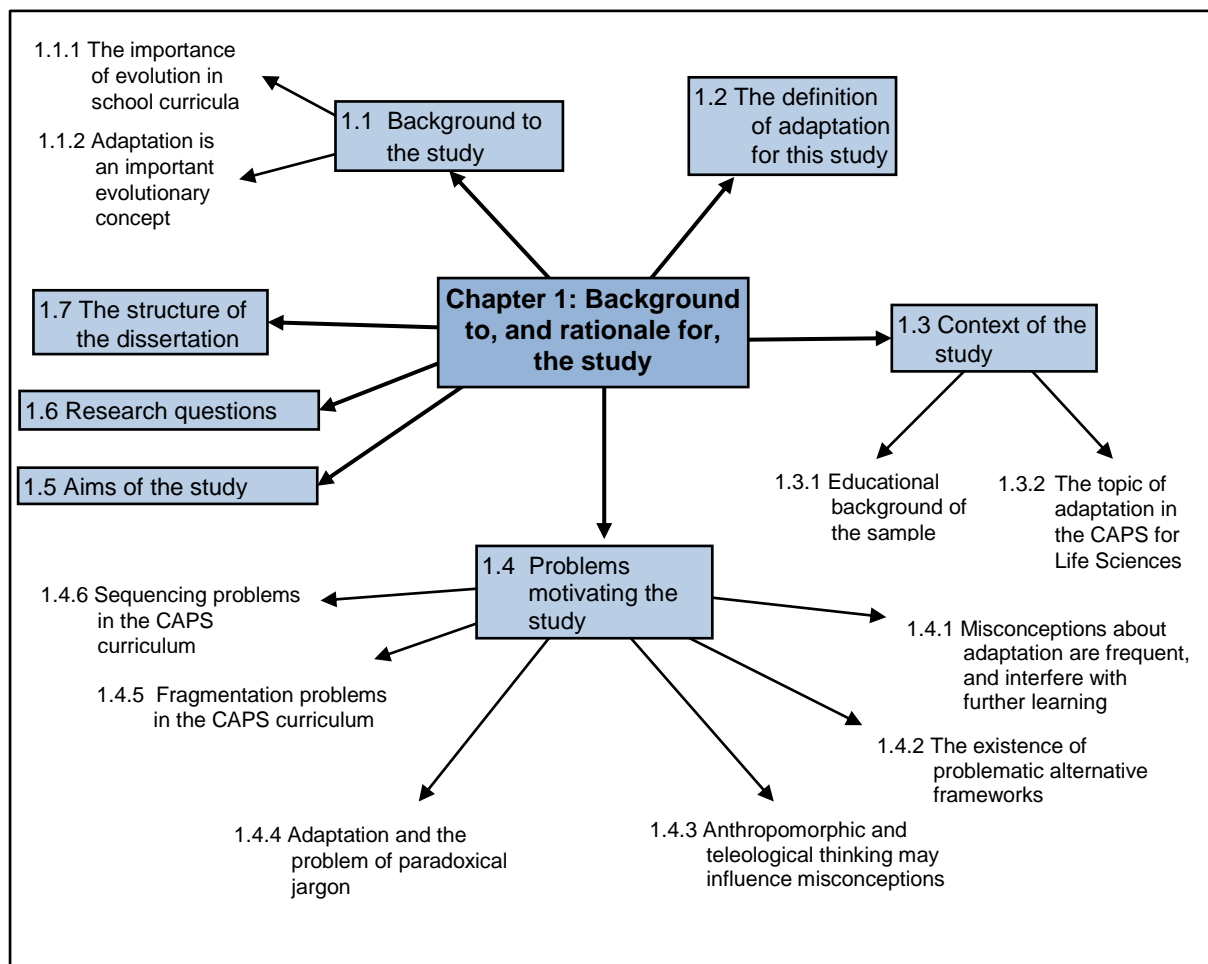 1.1.1 The importance
of evolution in
school curricula
1.1.2 Adaptation is
an important
evolutionary
concept
1.1 Background to
the study
1.2 The definition
of adaptation
for this study
Chapter 1: Background
to, and rationale for,
the study
1.7 The structure of
the dissertation
1.6 Research questions
1.5 Aims of the study
1.3 Context of the
study
1.3.1 Educational
background of
the sample
1.3.2 The topic of
adaptation in
the CAPS for
Life Sciences
1.4 Problems
motivating the
study
1.4.6 Sequencing problems
in the CAPS
curriculum
1.4.5 Fragmentation problems
in the CAPS curriculum
1.4.1 Misconceptions about
adaptation are frequent,
and interfere with
further learning
1.4.2 The existence of
problematic alternative
frameworks
1.4.4 Adaptation and the
problem of paradoxical
jargon
1.4.3 Anthropomorphic and
teleological thinking may
influence misconceptions